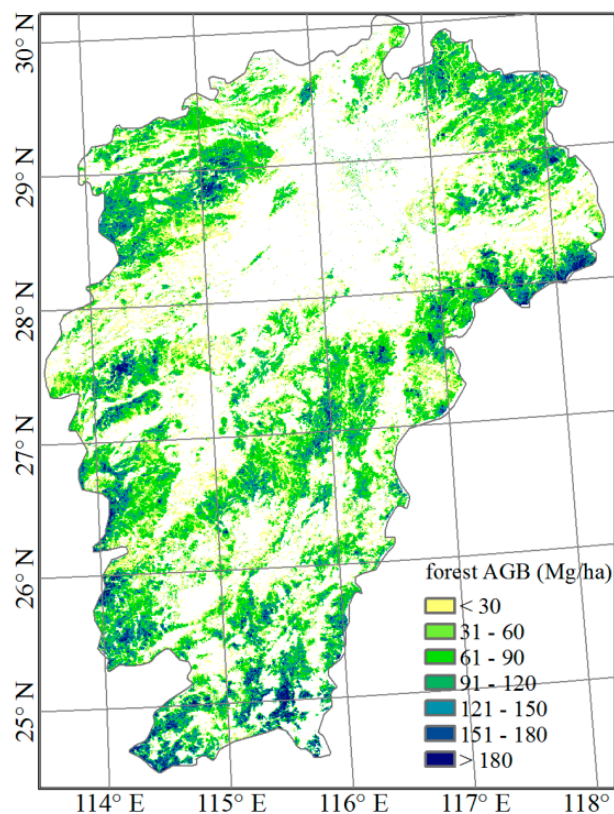 30° N
29° N
28° N
27° N
26° N
25° N
forest AGB (Mg/ha)
< 30
31 - 60
61 - 90
91 - 120
121 - 150
151 - 180
> 180
114° E 115° E 116° E 117° E 118° E